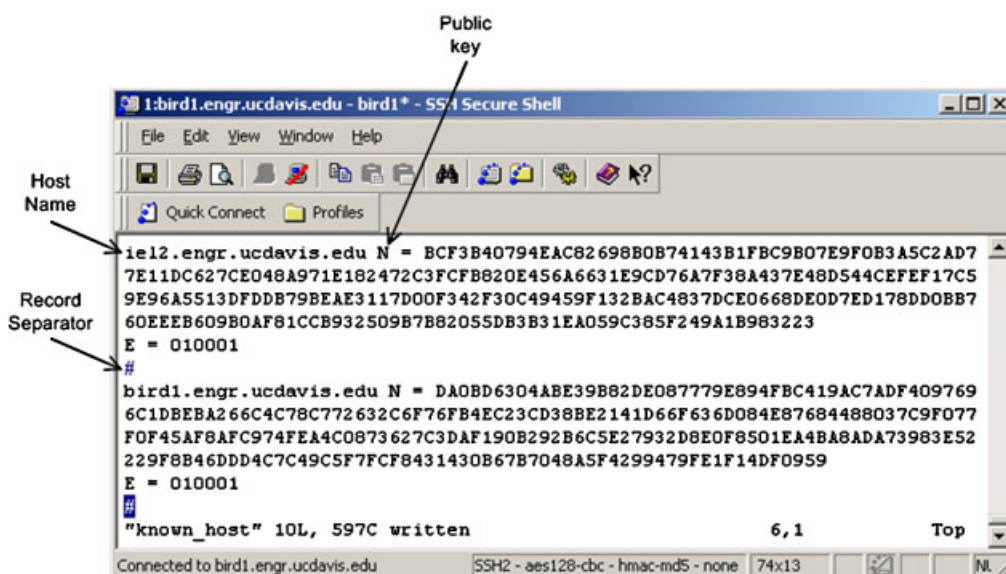 Public
key
1:bird1.engr.ucdavis.edu - bird1* - SSH Secure Shell
File Edit View Window Help
Quick Connect Profiles
Host
Name
iel2.engr.ucdavis.edu N = BCF3B40794EAC82698B0B74143B1FBC9B07E9F0B3A5C2AD7
7E11DC627CE048A971E182472C3FCFB820E456A6631E9CD76A7F38A437E48D544CEFEF17C5
9E96A5513DFDDB79BEAE3117D00F342F30C49459F132BAC4837DCE0668DE0D7ED178DD0BB7
60EEEB609B0AF81CCB932509B7B82055DB3B31EA059C385F249A1B983223
Record
Separator
E = 010001
#
bird1.engr.ucdavis.edu N = DA0BD6304ABE39B82DE087779E894FBC419AC7ADF409769
6C1DBEBA266C4C78C772632C6F76FB4EC23CD38BE2141D66F636D084E87684488037C9F077
F0F45AF8AFC974FEA4C0873627C3DAF190B292B6C5E27932D8E0F8501EA4BA8ADA73983E52
229F8B46DDD4C7C49C5F7FCF8431430B67B7048A5F4299479FE1F14DF0959
E = 010001
#
"known_host" 10L, 597C written 6,1 Top
Connected to bird1.engr.ucdavis.edu SSH2 - aes128-cbc - hmac-md5 - none 74x13